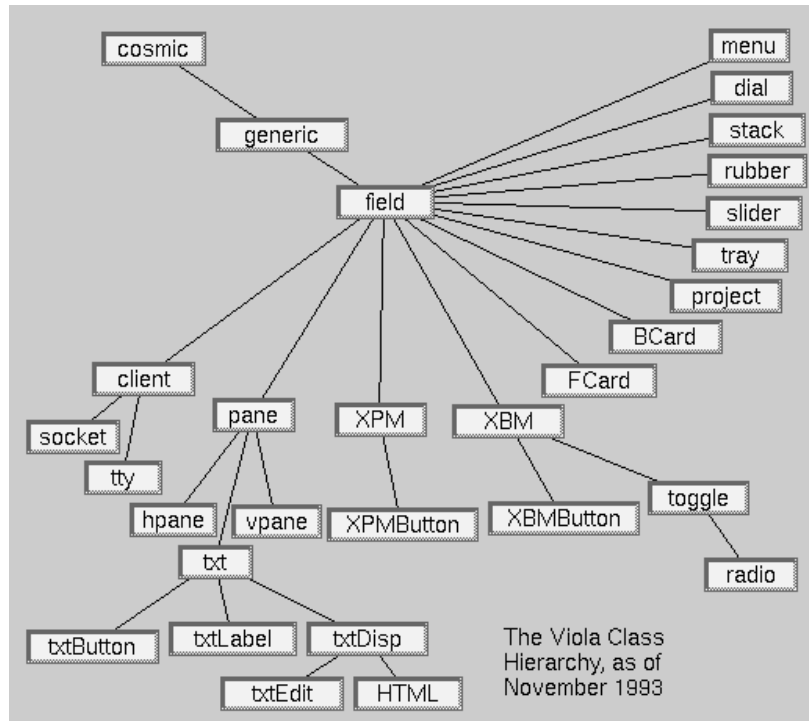 cosmic
menu
dial
generic
stack
rubber
field
slider
tray
project
BCard
client
FCard
socket
pane
XPM
XBM
tty
toggle
hpane
vpane
XPMButton
XBMButton
txt
radio
txtButton
txtLabel
txtDisp
txtEdit
HTML
The Viola Class
Hierarchy, as of
November 1993